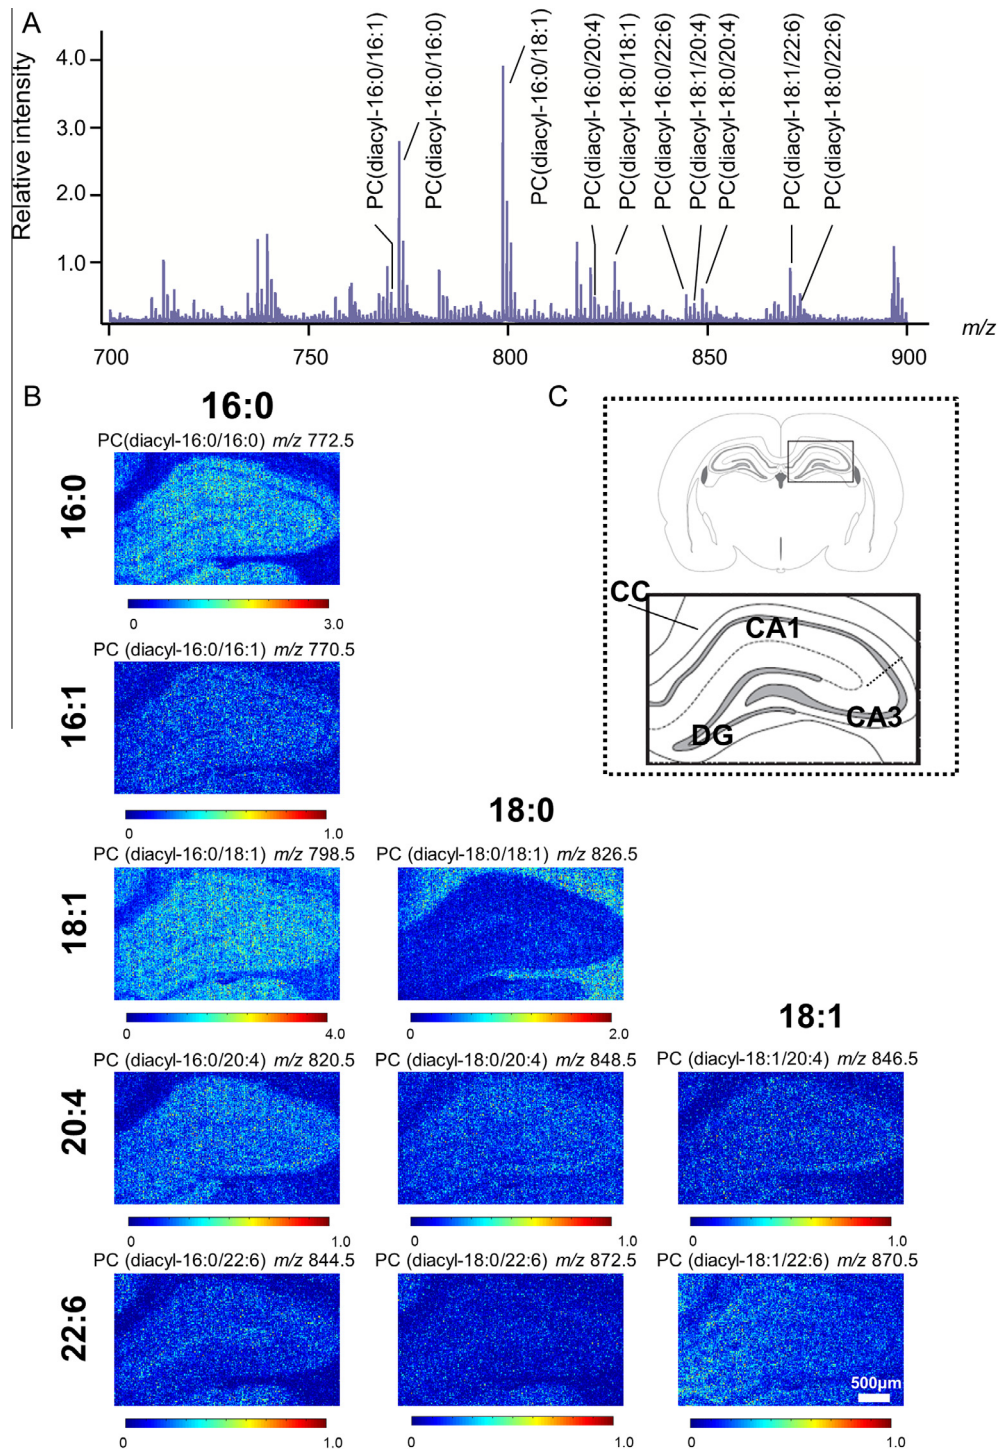 A
Relative intensity
4.0
3.0
2.0
1.0
PC(diacyl-16:0/16:1)
PC(diacyl-16:0/16:0)
PC(diacyl-16:0/18:1)
PC(diacyl-16:0/20:4)
PC(diacyl-18:0/18:1)
PC(diacyl-16:0/22:6)
PC(diacyl-18:1/20:4)
PC(diacyl-18:0/20:4)
PC(diacyl-18:1/22:6)
PC(diacyl-18:0/22:6)
700 750 800 850 900
m/z
B
16:0
PC(diacyl-16:0/16:0) m/z 772.5
16:0
0 3.0
PC(diacyl-16:0/16:1) m/z 770.5
16:1
0 1.0
C
CC
CA1
CA3
DG
18:0
PC (diacyl-16:0/18:1) m/z 798.5 PC (diacyl-18:0/18:1) m/z 826.5
18:1
0 4.0 0 2.0
18:1
PC (diacyl-16:0/20:4) m/z 820.5 PC (diacyl-18:0/20:4) m/z 848.5 PC (diacyl-18:1/20:4) m/z 846.5
20:4
0 1.0 0 1.0 0 1.0
PC (diacyl-16:0/22:6) m/z 844.5 PC (diacyl-18:0/22:6) m/z 872.5 PC (diacyl-18:1/22:6) m/z 870.5
22:6
500µm
0 1.0 0 1.0 0 1.0